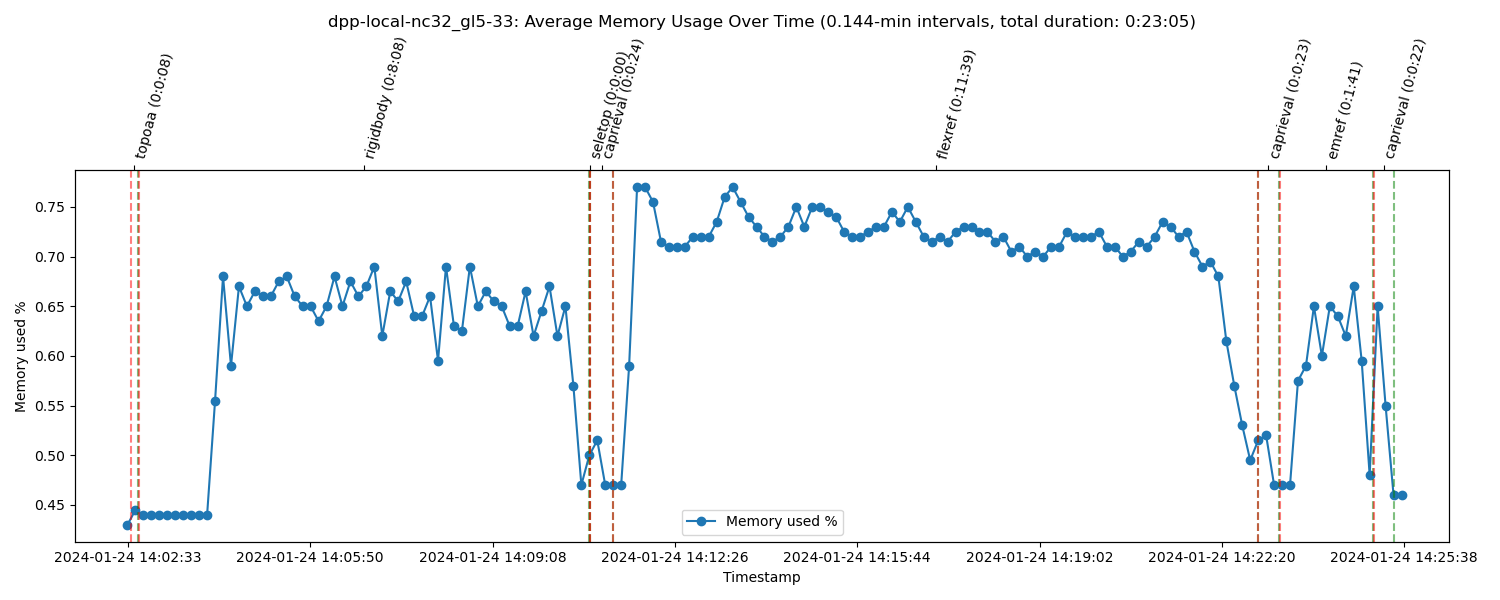 dpp-local-nc32_gl5-33: Average Memory Usage Over Time (0.144-min intervals, total duration: 0:23:05)
topoaa (0:0:08)
rigidbody (0:8:08)
seletop (0:0:00)
caprieval (0:0:24)
flexref (0:11:39)
caprieval (0:0:23)
emref (0:1:41)
caprieval (0:0:22)
Memory used %
0.75
0.70
0.65
0.60
0.55
0.50
0.45
Memory used %
2024-01-24 14:02:33
2024-01-24 14:05:50
2024-01-24 14:09:08
2024-01-24 14:12:26
2024-01-24 14:15:44
2024-01-24 14:19:02
2024-01-24 14:22:20
2024-01-24 14:25:38
Timestamp